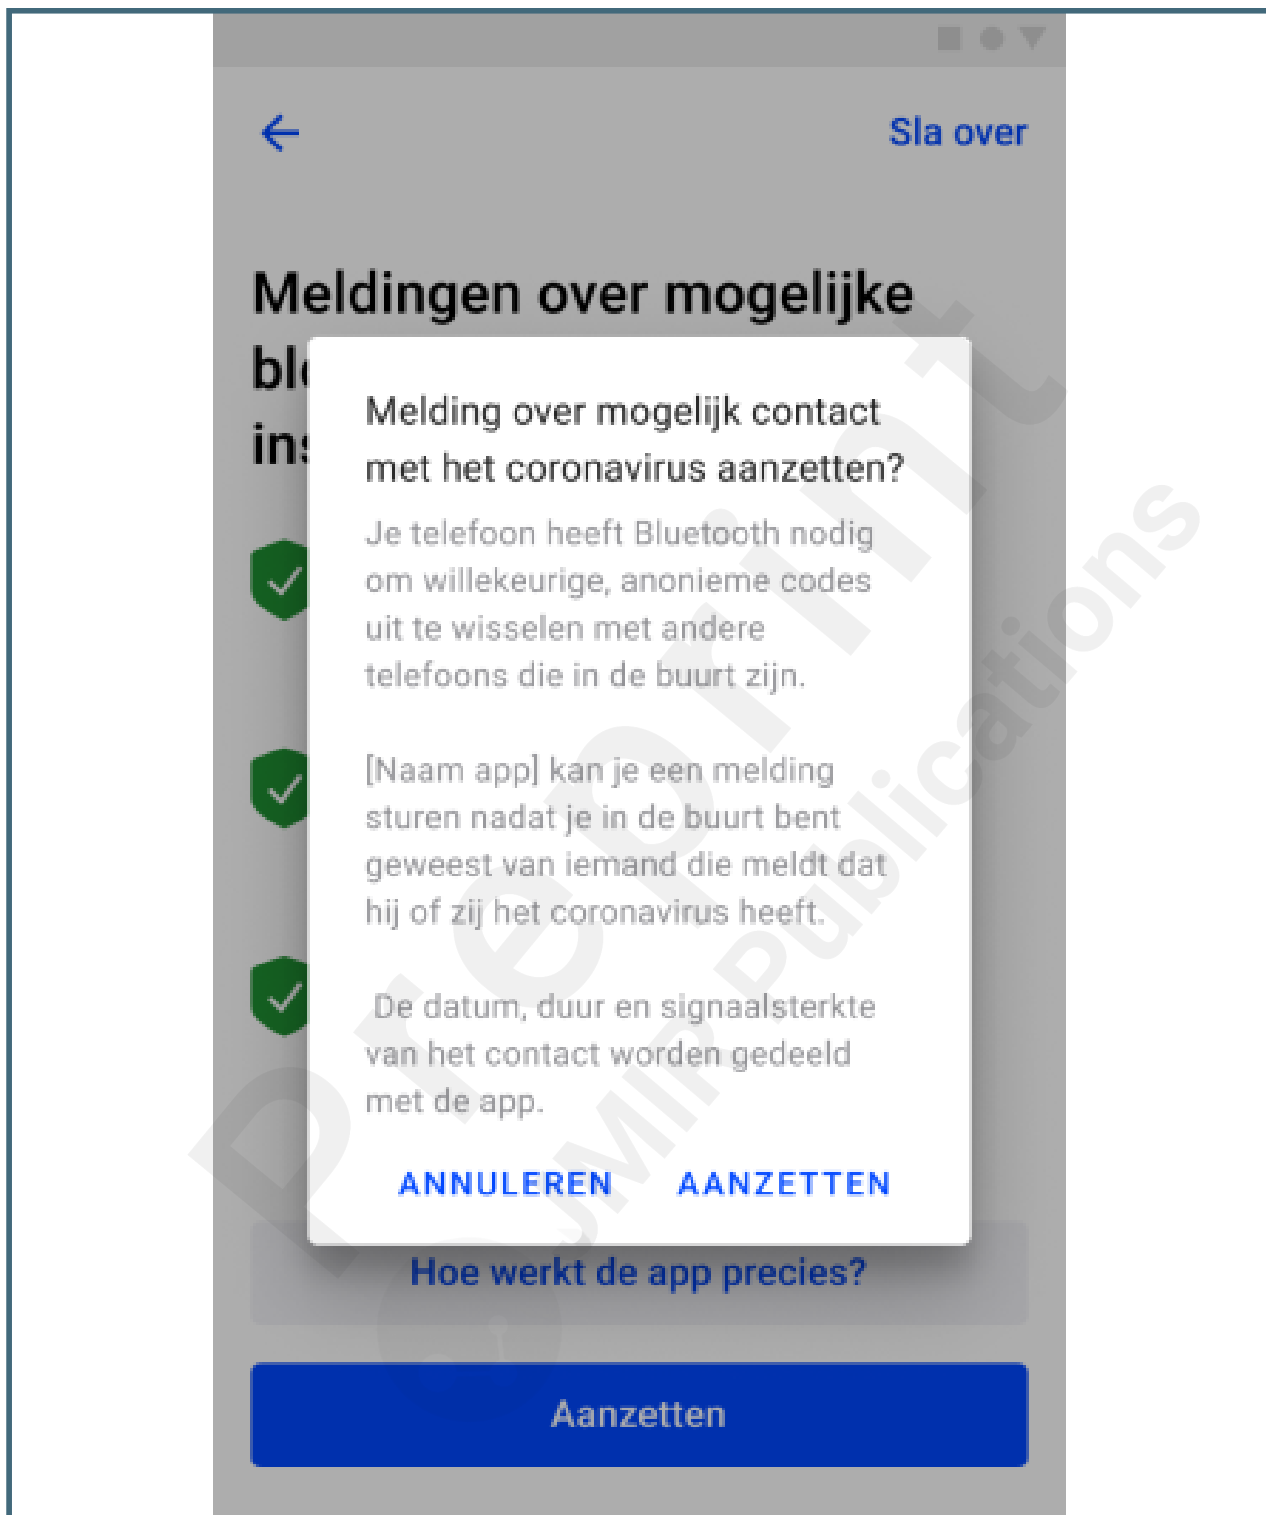 Sla over
Meldingen over mogelijke
Melding over mogelijk contact
met het coronavirus aanzetten?
Je telefoon heeft Bluetooth nodig
om willekeurige, anonieme codes
uit te wisselen met andere
telefoons die in de buurt zijn.
[Naam app] kan je een melding
sturen nadat je in de buurt bent
geweest van iemand die meldt dat
hij of zij het coronavirus heeft.
De datum, duur en signaalsterkte
van het contact worden gedeeld
met de app.
ANNULEREN AANZETTEN
Hoe werkt de app precies?
Aanzetten
Preprint
JMIR Publications